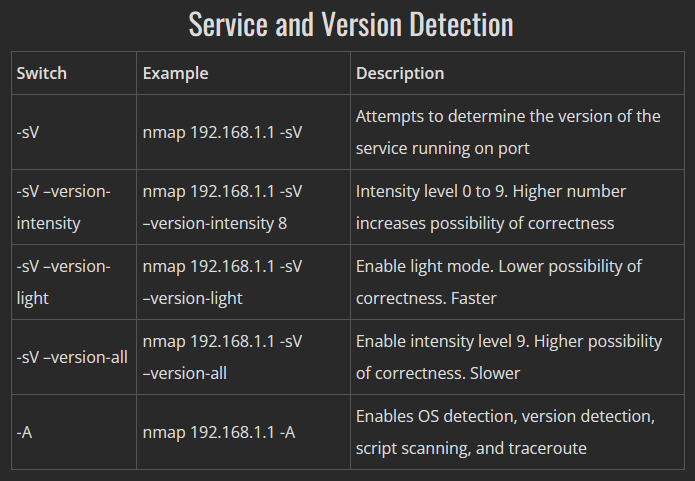 Service and Version Detection
Switch Example Description
-sV nmap 192.168.1.1 -sV Attempts to determine the version of the
service running on port
-sV –version- nmap 192.168.1.1 -sV Intensity level 0 to 9. Higher number
intensity –version-intensity 8 increases possibility of correctness
-sV –version- nmap 192.168.1.1 -sV Enable light mode. Lower possibility of
light –version-light correctness. Faster
-sV –version-all nmap 192.168.1.1 -sV Enable intensity level 9. Higher possibility
–version-all of correctness. Slower
-A nmap 192.168.1.1 -A Enables OS detection, version detection,
script scanning, and traceroute